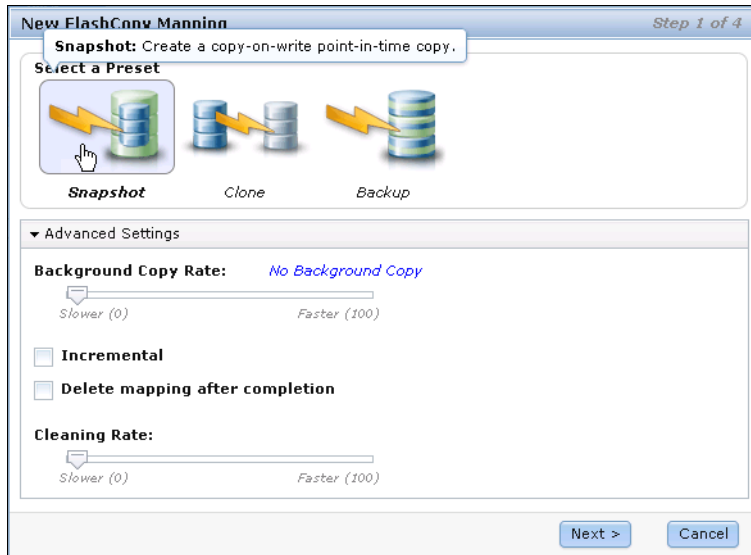 New FlashCopy Mapping
Step 1 of 4
Snapshot: Create a copy-on-write point-in-time copy.
Select a Preset
Snapshot
Clone
Backup
Advanced Settings
Background Copy Rate: No Background Copy
Slower (0) Faster (100)
Incremental
Delete mapping after completion
Cleaning Rate:
Slower (0) Faster (100)
Next >
Cancel